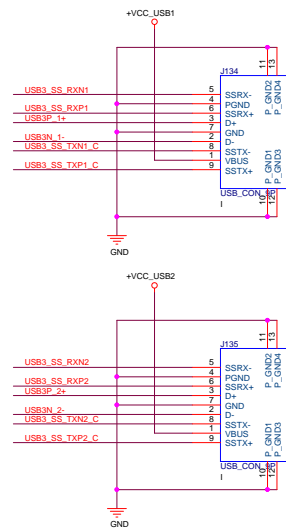 +VCC_USB1
11
13
J134
P_GND2
P_GND4
USB3_SS_RXN1 5 SSRX-
4 PGND
USB3_SS_RXP1 6 SSRX+
USB3P_1+ 3 D+
7 GND
USB3N_1- 2 D-
USB3_SS_TXN1_C 8 SSTX-
1 VBUS
USB3_SS_TXP1_C 9 SSTX+
P_GND1
P_GND3
USB_CON_9P
10
12
I
GND
+VCC_USB2
11
13
J135
P_GND2
P_GND4
USB3_SS_RXN2 5 SSRX-
4 PGND
USB3_SS_RXP2 6 SSRX+
USB3P_2+ 3 D+
7 GND
USB3N_2- 2 D-
USB3_SS_TXN2_C 8 SSTX-
1 VBUS
USB3_SS_TXP2_C 9 SSTX+
P_GND1
P_GND3
USB_CON_9P
10
12
I
GND